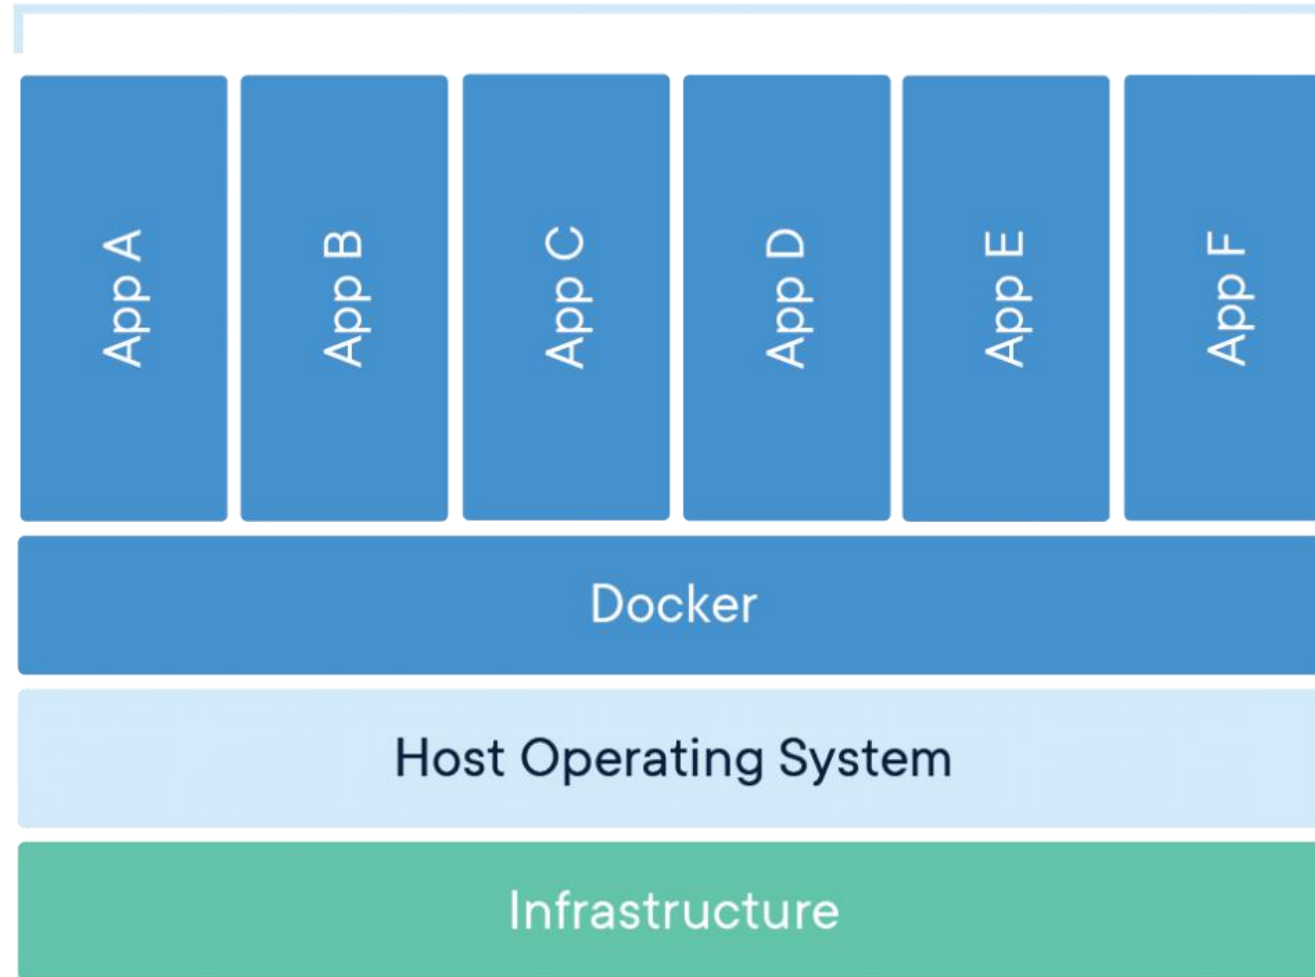 App A
App B
App C
App D
App E
App F
Docker
Host Operating System
Infrastructure